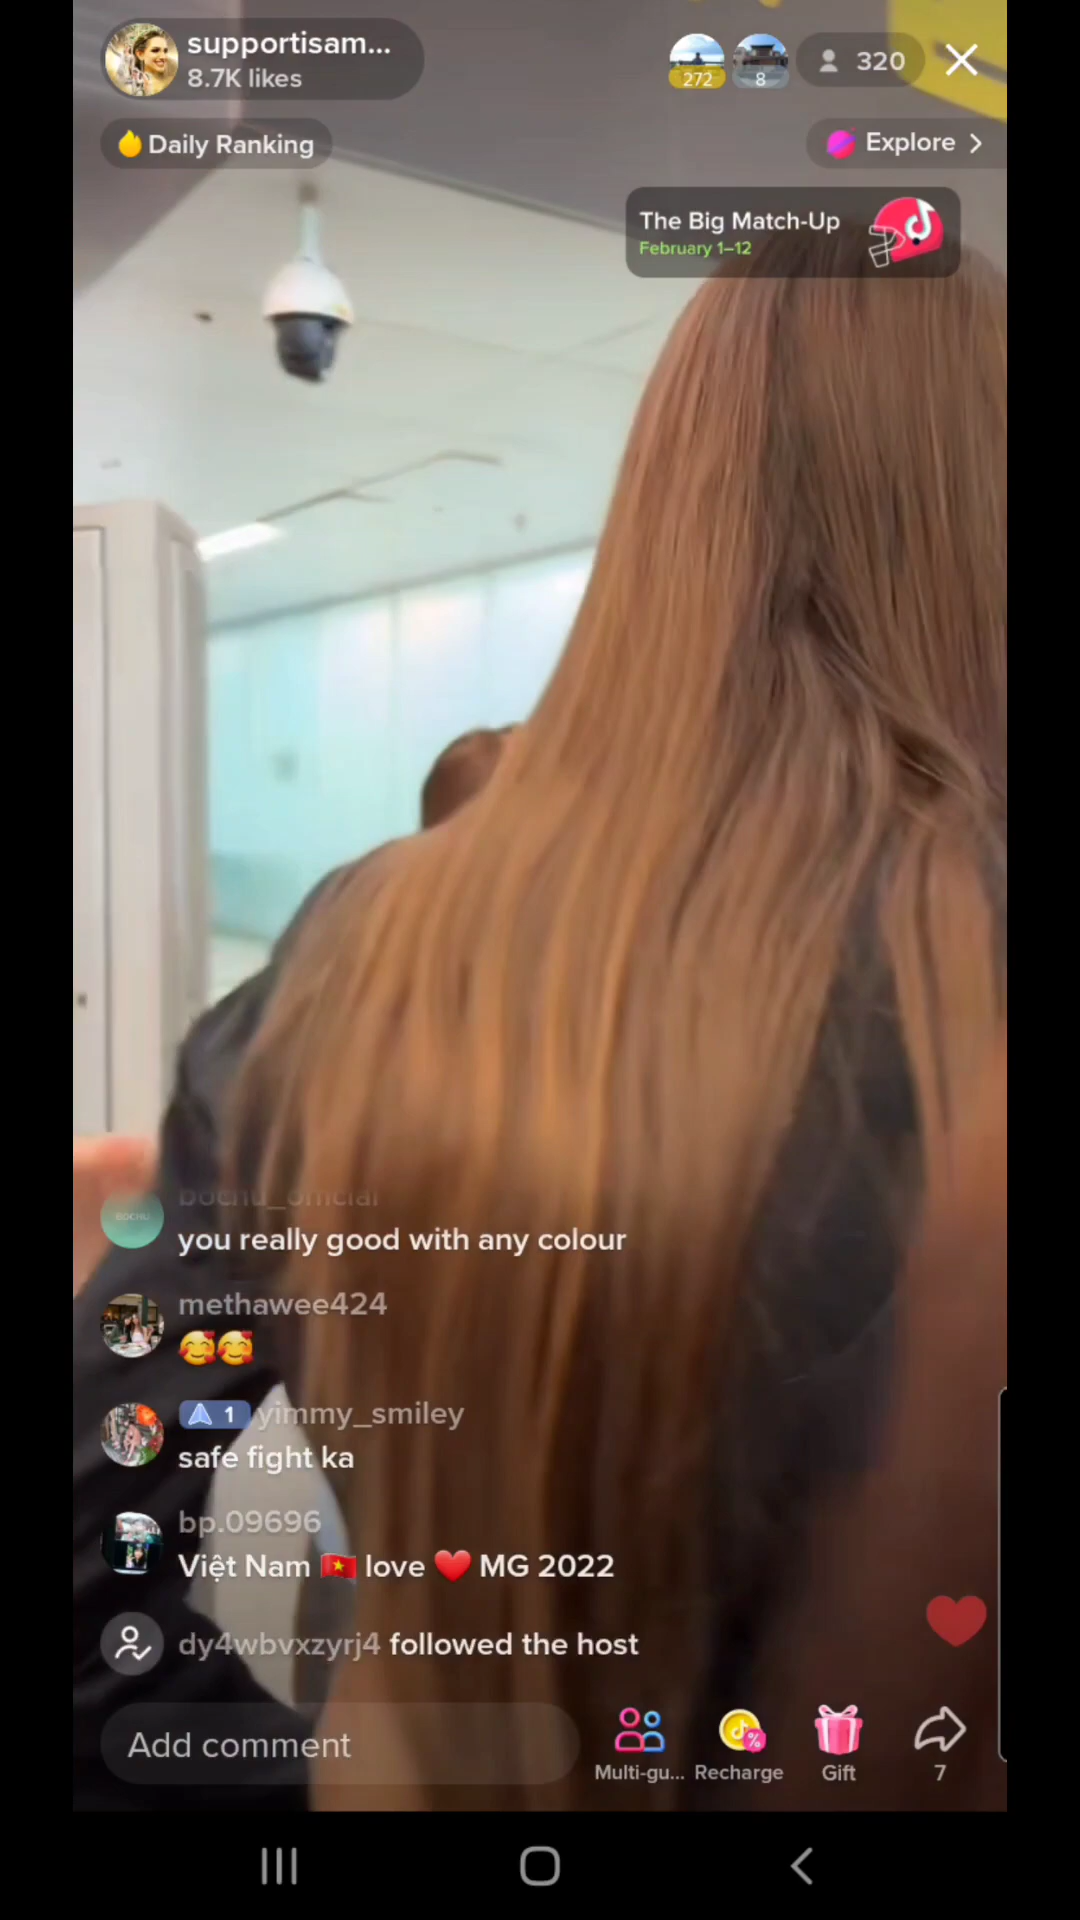 supportisam...
8.7K likes
272
8
320
Daily Ranking
Explore
The Big Match-Up
February 1–12
BOCHU
bochu_official
you really good with any colour
methawee424
🥰🥰
1 yimmy_smiley
safe fight ka
bp.09696
Việt Nam 🇻🇳 love ❤️ MG 2022
dy4wbvxzyrj4 followed the host
Add comment
Multi-gu...
Recharge
Gift
7